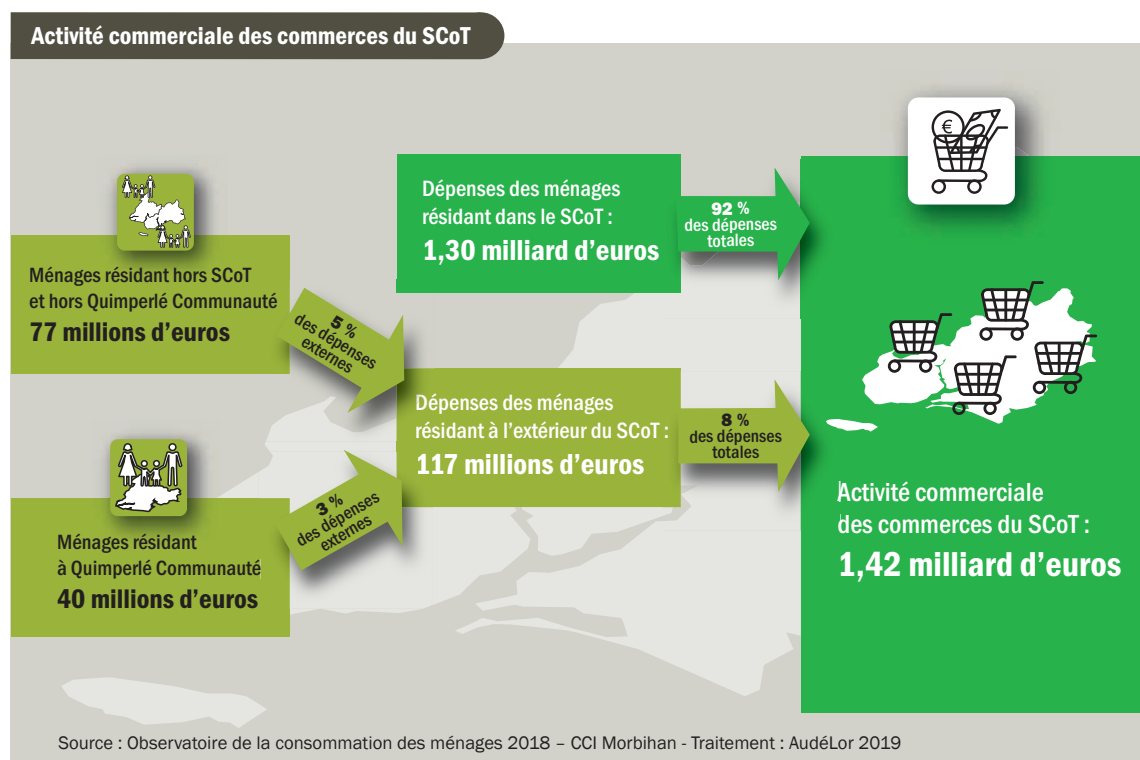 Activité commerciale des commerces du SCoT
€
Dépenses des ménages
résidant dans le SCoT :
1,30 milliard d'euros
92 %
des dépenses
totales
Ménages résidant hors SCoT
et hors Quimperlé Communauté
77 millions d'euros
5 %
des dépenses
externes
Dépenses des ménages
résidant à l'extérieur du SCoT :
117 millions d'euros
8 %
des dépenses
totales
Ménages résidant
à Quimperlé Communauté
40 millions d'euros
3 %
des dépenses
externes
Activité commerciale
des commerces du SCoT :
1,42 milliard d'euros
Source : Observatoire de la consommation des ménages 2018 – CCI Morbihan - Traitement : AudéLor 2019